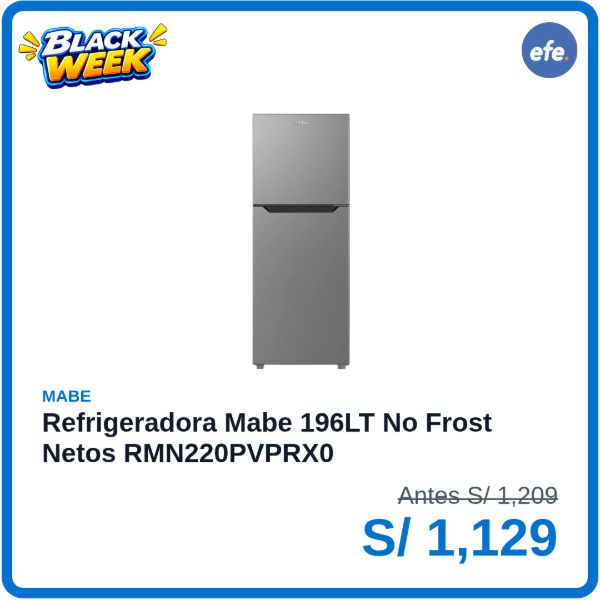 BLACK
WEEK
efe.
MABE
Refrigeradora Mabe 196LT No Frost
Netos RMN220PVPRX0
Antes S/ 1,209
S/ 1,129